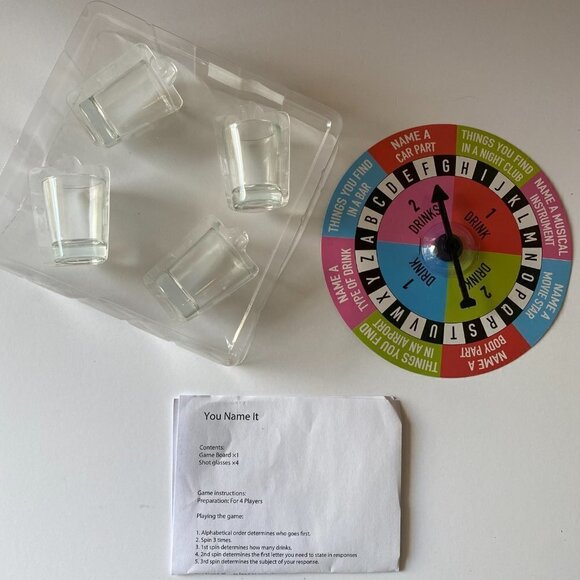 NAME A
CAR PART
THINGS YOU FIND
IN A NIGHT CLUB
NAME A MUSICAL
INSTRUMENT
NAME A
MOVIE STAR
NAME A
BODY PART
THINGS YOU FIND
IN AN AIRPORT
NAME A
TYPE OF DRINK
THINGS YOU FIND
IN A BAR
A B C D E F G H I J K L M N O P Q R S T U V W X Y Z
2
DRINKS
1
DRINK
2
DRINK
1
DRINK
You Name It
Contents:
Game Board ×1
Shot glasses ×4
Game instructions:
Preparation: For 4 Players
Playing the game:
1. Alphabetical order determines who goes first.
2. Spin 3 times.
3. 1st spin determines how many drinks.
4. 2nd spin determines the first letter you need to state in responses
5. 3rd spin determines the subject of your response.